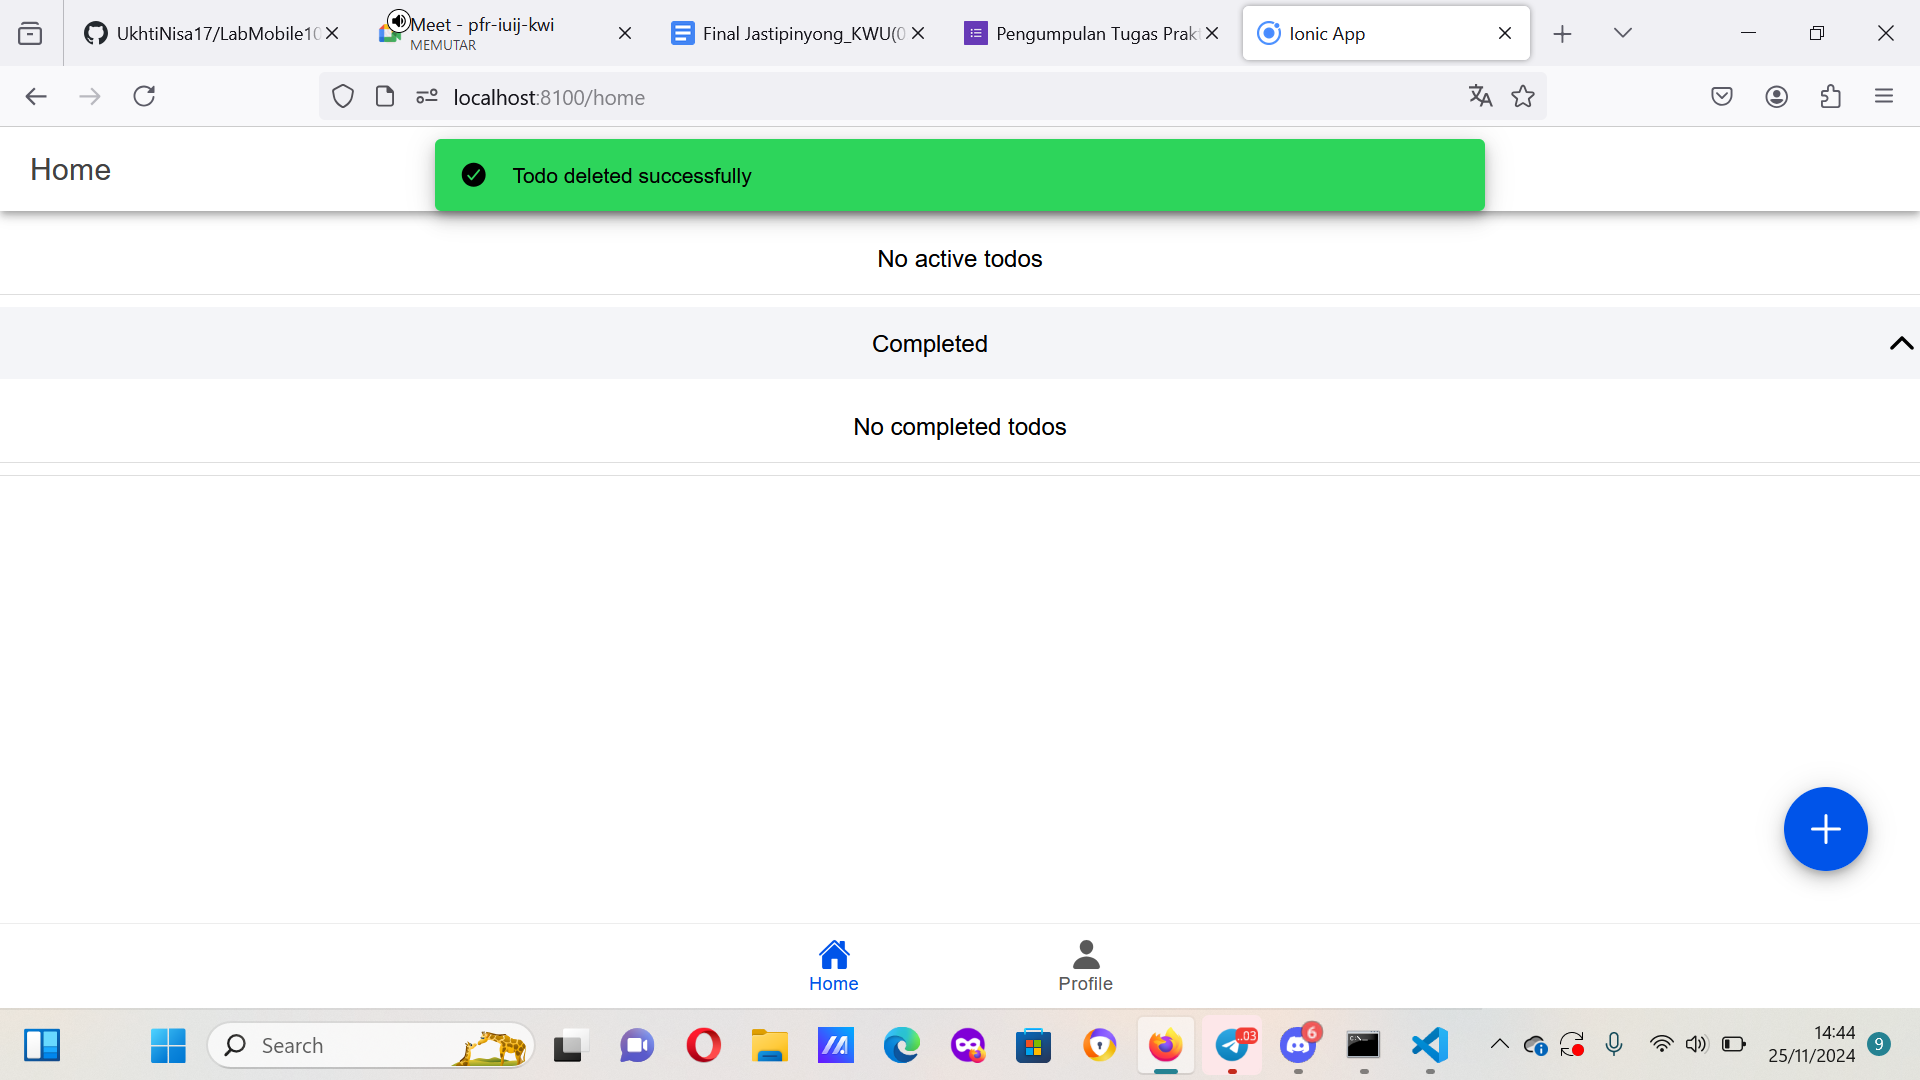 UkhtiNisa17/LabMobile10
Meet - pfr-iuij-kwi
MEMUTAR
Final Jastipinyong_KWU(0
Pengumpulan Tugas Prak
Ionic App
localhost:8100/home
Home
Todo deleted successfully
No active todos
Completed
No completed todos
Home
Profile
Search
..03
6
14:44
25/11/2024
9